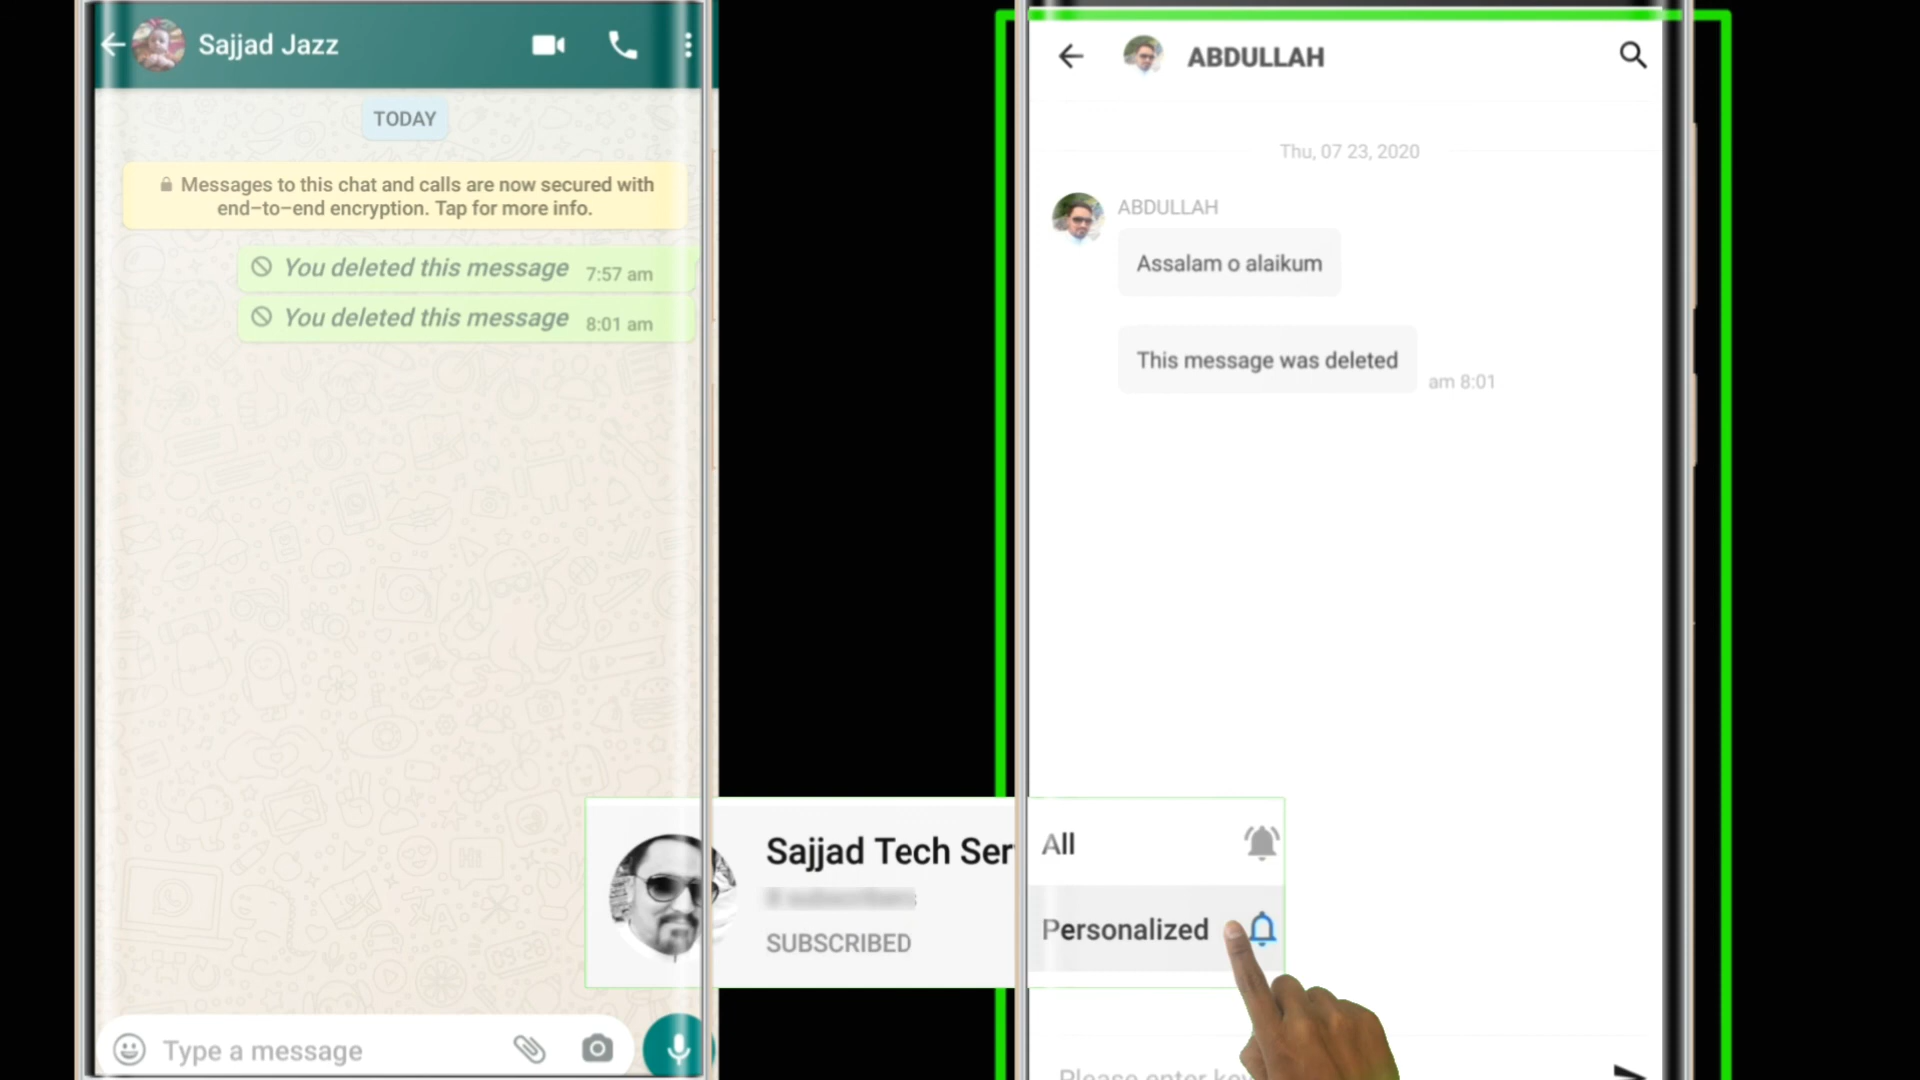 Sajjad Jazz
TODAY
Messages to this chat and calls are now secured with
end-to-end encryption. Tap for more info.
You deleted this message 7:57 am
You deleted this message 8:01 am
Type a message
ABDULLAH
Thu, 07 23, 2020
ABDULLAH
Assalam o alaikum
This message was deleted
am 8:01
Sajjad Tech Ser
SUBSCRIBED
All
Personalized
Please enter